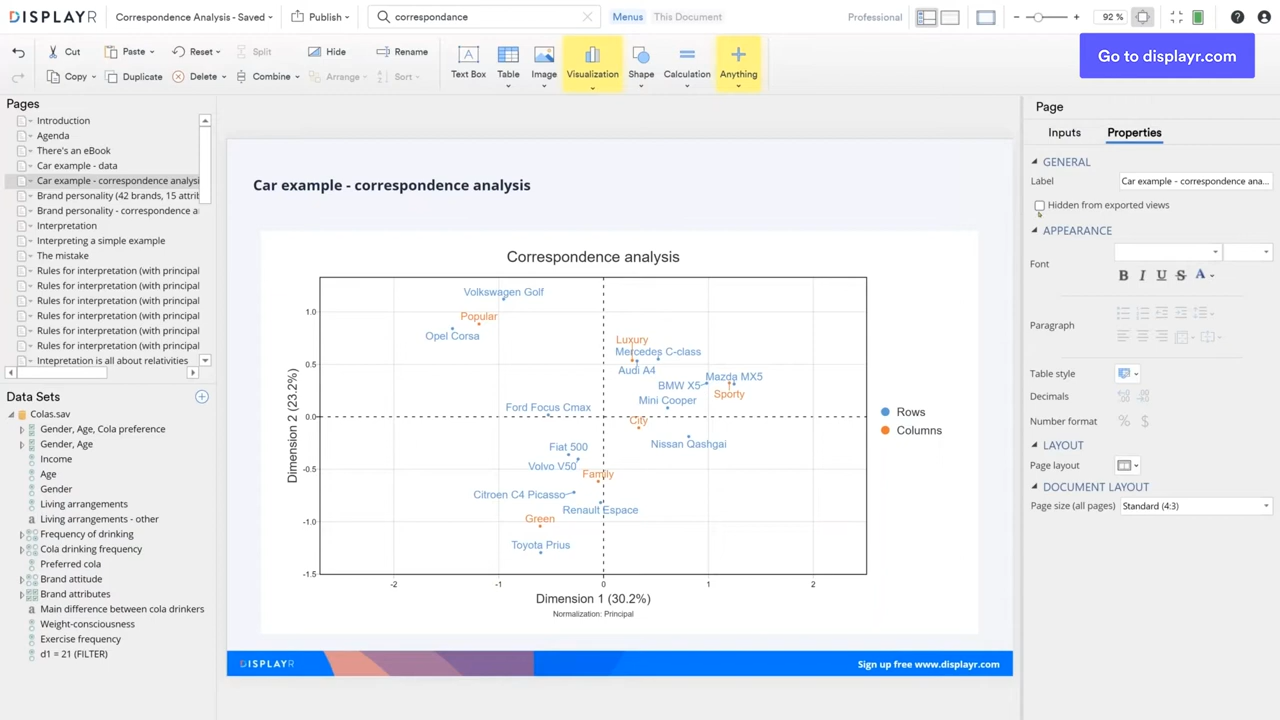 DISPLAYR
Correspondence Analysis - Saved
Publish
correspondance
Menus
This Document
Professional
92 %
Cut
Paste
Reset
Split
Hide
Rename
Copy
Duplicate
Delete
Combine
Arrange
Sort
Text Box
Table
Image
Visualization
Shape
Calculation
Anything
Go to displayr.com
Pages
Introduction
Agenda
There's an eBook
Car example - data
Car example - correspondence analysi
Brand personality (42 brands, 15 attrib
Brand personality - correspondence a
Interpretation
Interpreting a simple example
The mistake
Rules for interpretation (with principal
Rules for interpretation (with principal
Rules for interpretation (with principal
Rules for interpretation (with principal
Rules for interpretation (with principal
Rules for interpretation (with principal
Intepretation is all about relativities
Data Sets
Colas.sav
Gender, Age, Cola preference
Gender, Age
Income
Age
Gender
Living arrangements
Living arrangements - other
Frequency of drinking
Cola drinking frequency
Preferred cola
Brand attitude
Brand attributes
Main difference between cola drinkers
Weight-consciousness
Exercise frequency
d1 = 21 (FILTER)
Car example - correspondence analysis
Correspondence analysis
Volkswagen Golf
1.0
Popular
Opel Corsa
Luxury
Mercedes C-class
0.5
Audi A4
Mazda MX5
BMW X5
Sporty
Mini Cooper
Ford Focus Cmax
Rows
0.0
City
Columns
Nissan Qashgai
Fiat 500
Volvo V50
-0.5
Family
Citroen C4 Picasso
Renault Espace
-1.0
Green
Toyota Prius
-1.5
Dimension 2 (23.2%)
-2
-1
0
1
2
Dimension 1 (30.2%)
Normalization: Principal
DISPLAYR
Sign up free www.displayr.com
Page
Inputs
Properties
GENERAL
Label
Car example - correspondence ana...
Hidden from exported views
APPEARANCE
Font
B I U S A
Paragraph
Table style
Decimals
Number format
% $
LAYOUT
Page layout
DOCUMENT LAYOUT
Page size (all pages)
Standard (4:3)